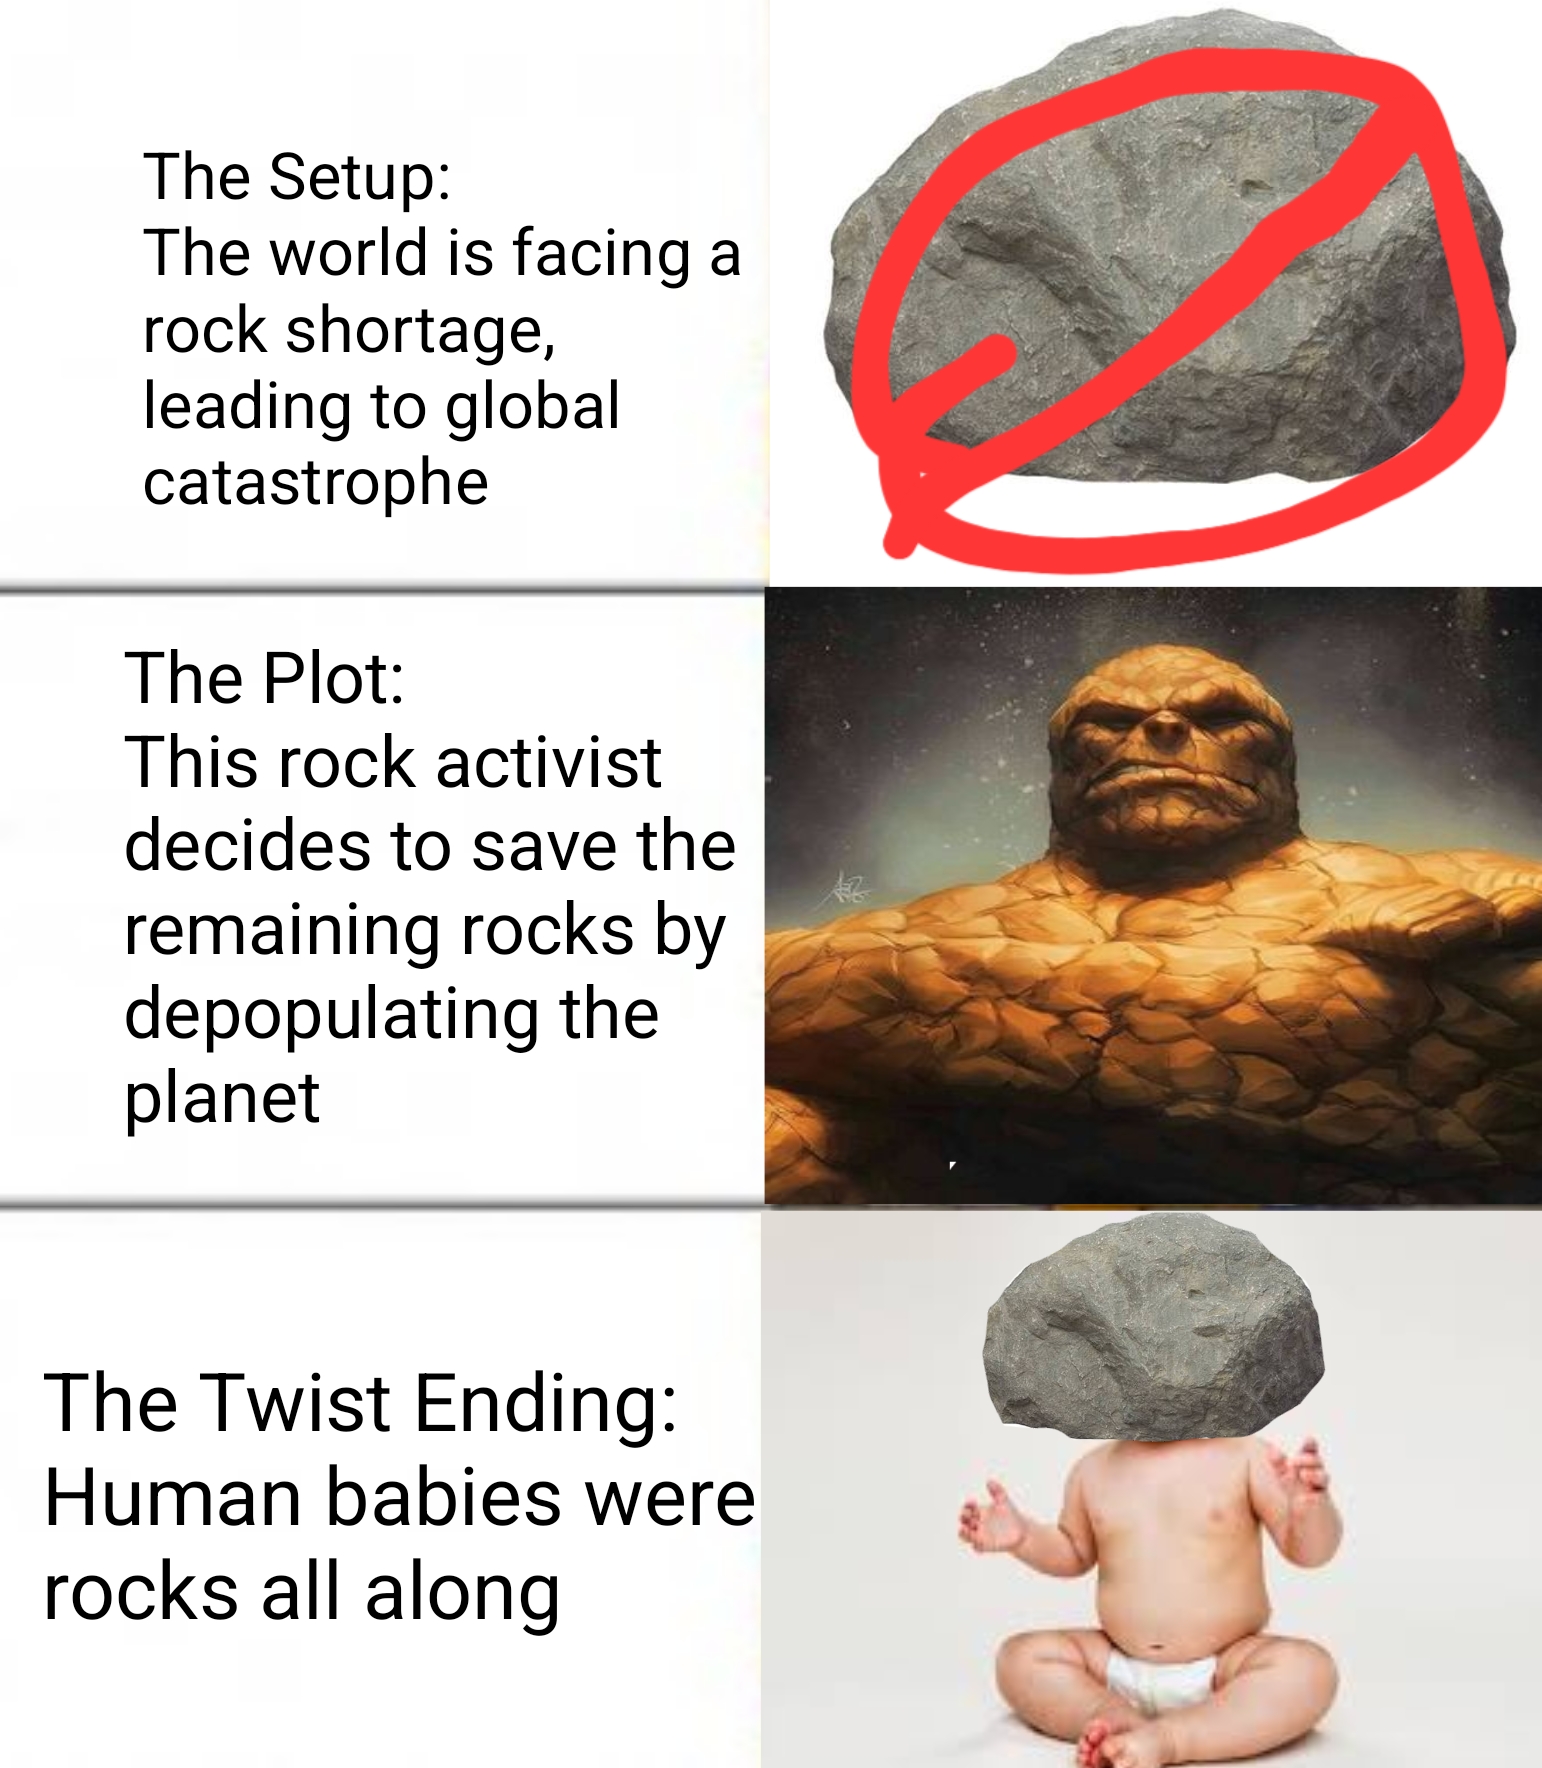 The Setup:
The world is facing a
rock shortage,
leading to global
catastrophe
The Plot:
This rock activist
decides to save the
remaining rocks by
depopulating the
planet
The Twist Ending:
Human babies were
rocks all along